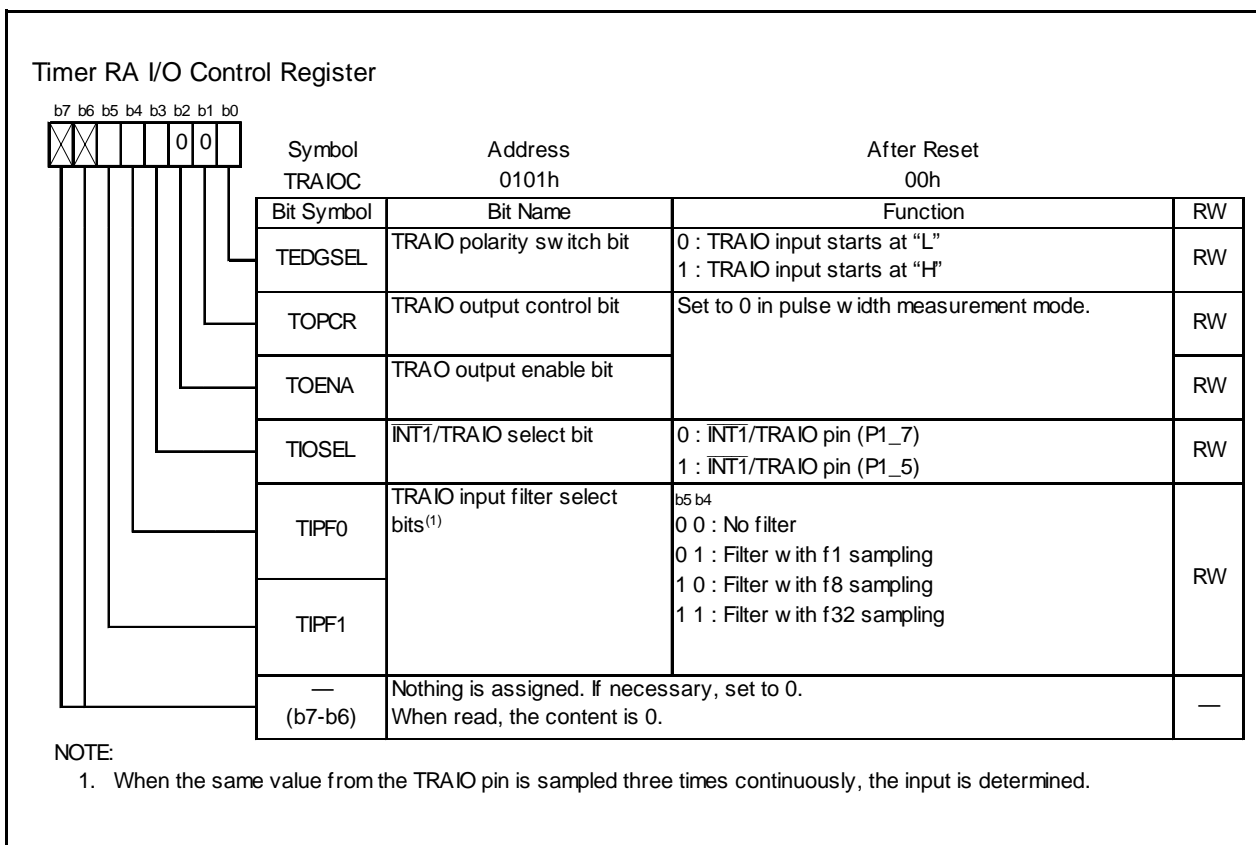 Timer RA I/O Control Register
b7 b6 b5 b4 b3 b2 b1 b0
0 0
Symbol Address After Reset
TRAIOC 0101h 00h
Bit Symbol Bit Name Function RW
TEDGSEL TRAIO polarity switch bit 0 : TRAIO input starts at “L” RW
1 : TRAIO input starts at “H”
TOPCR TRAIO output control bit Set to 0 in pulse width measurement mode. RW
TOENA TRAO output enable bit RW
TIOSEL INT1/TRAIO select bit 0 : INT1/TRAIO pin (P1_7) RW
1 : INT1/TRAIO pin (P1_5)
TIPF0 TRAIO input filter select bits(1) b5 b4 RW
0 0 : No filter
0 1 : Filter with f1 sampling
1 0 : Filter with f8 sampling
TIPF1 1 1 : Filter with f32 sampling
— Nothing is assigned. If necessary, set to 0. —
(b7-b6) When read, the content is 0.
NOTE:
1. When the same value from the TRAIO pin is sampled three times continuously, the input is determined.